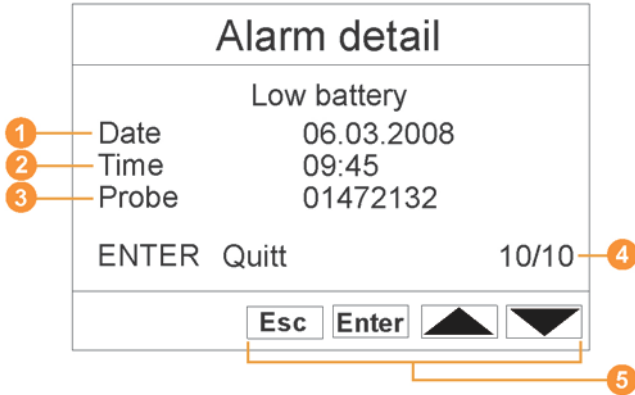 Alarm detail
Low battery
1 Date 06.03.2008
2 Time 09:45
3 Probe 01472132
ENTER Quitt 10/10 4
Esc Enter
5